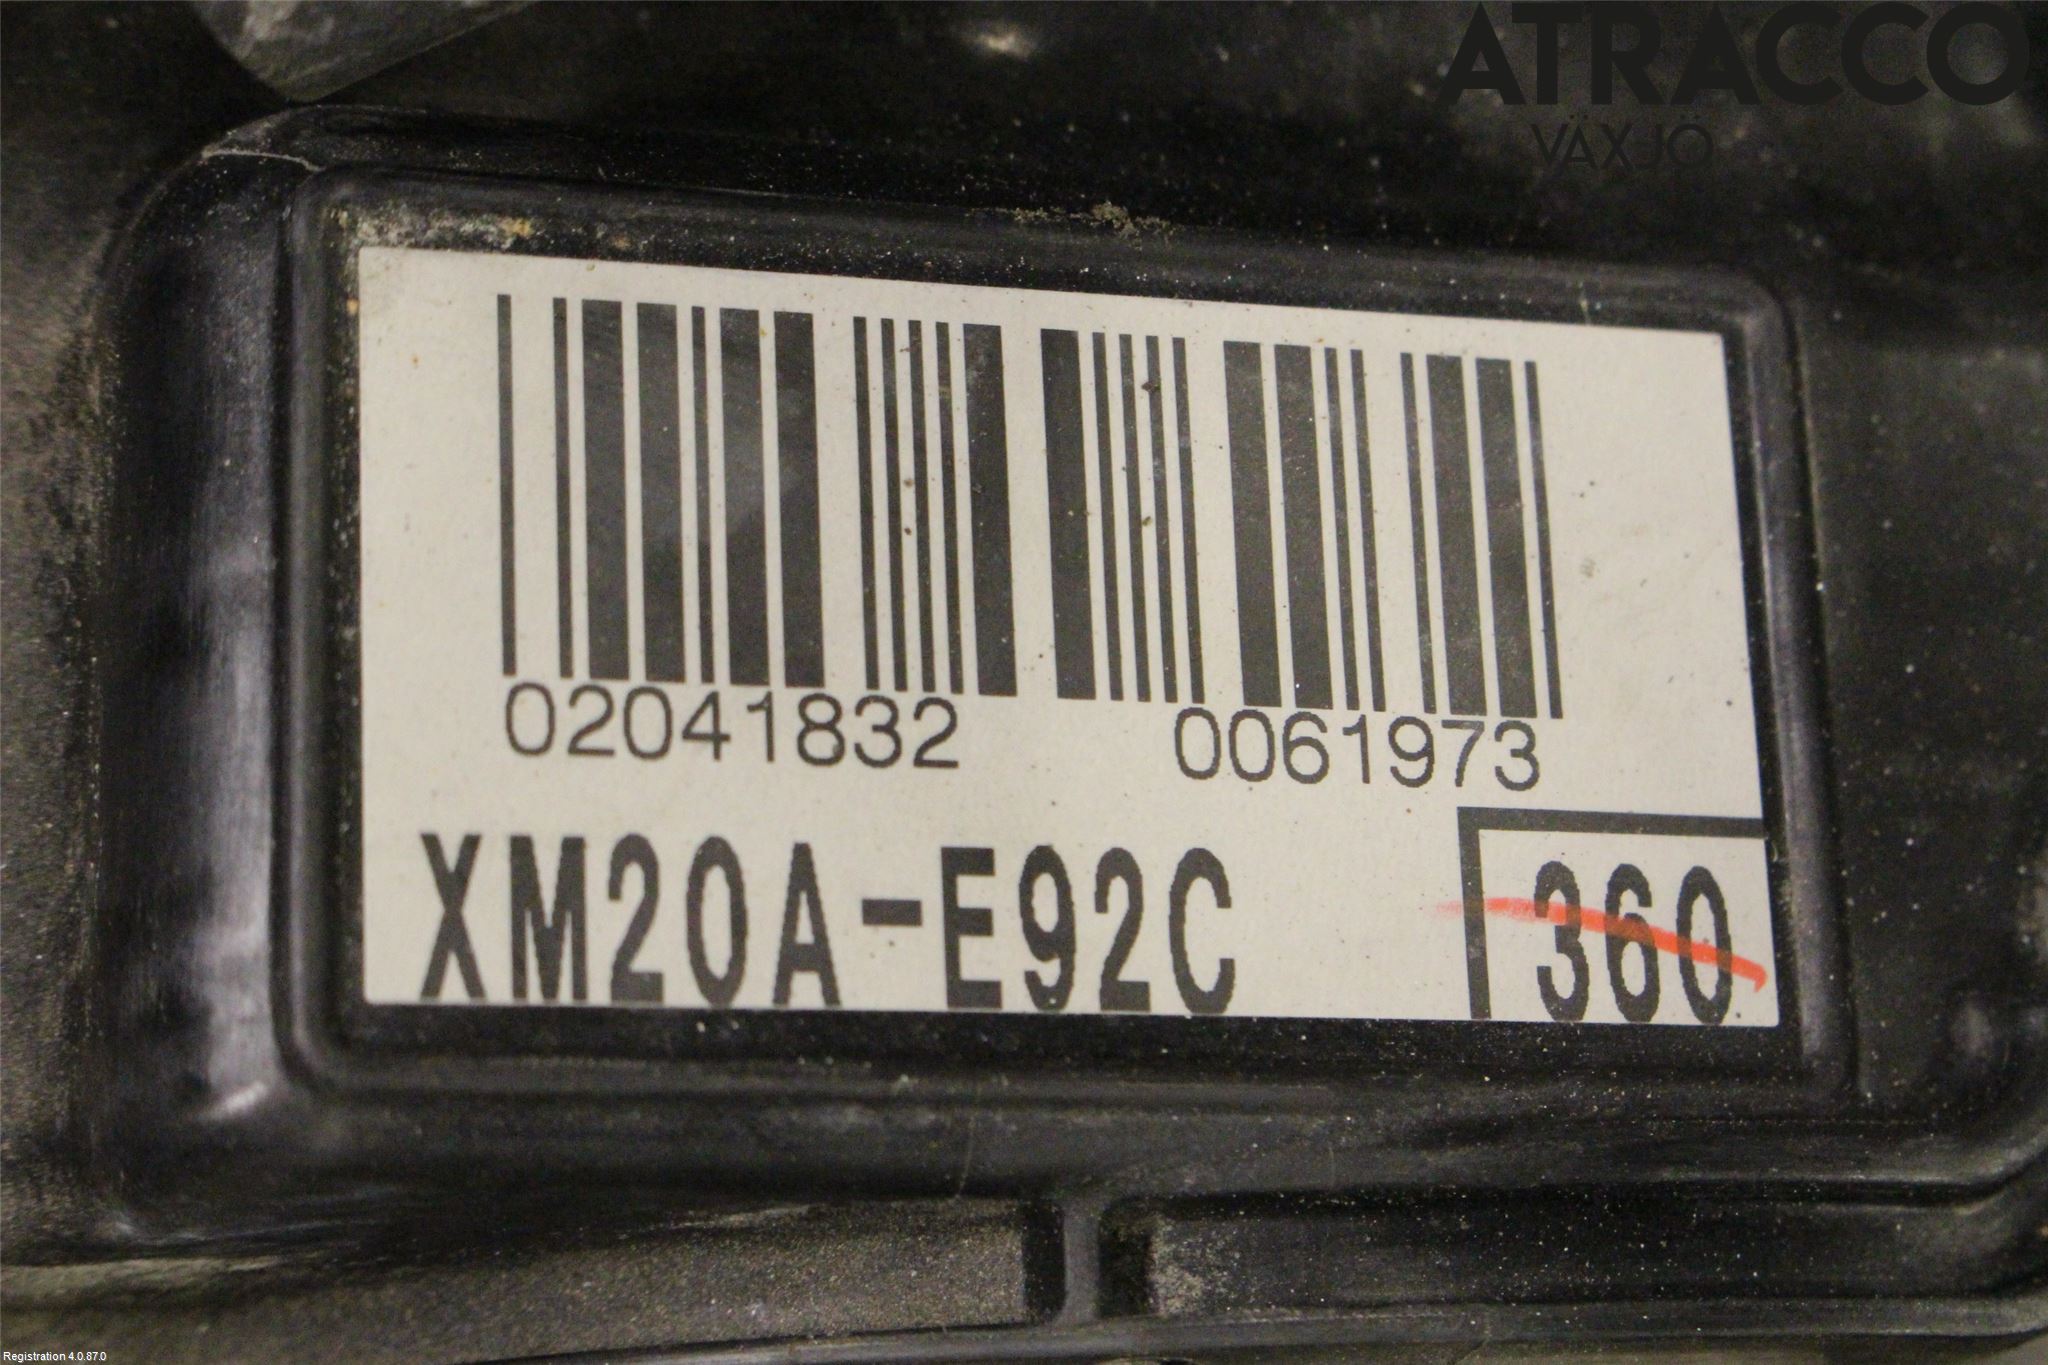 ATRACCO
VÄXJÖ
02041832 0061973
XM20A-E92C 360
Registration 4.0.87.0